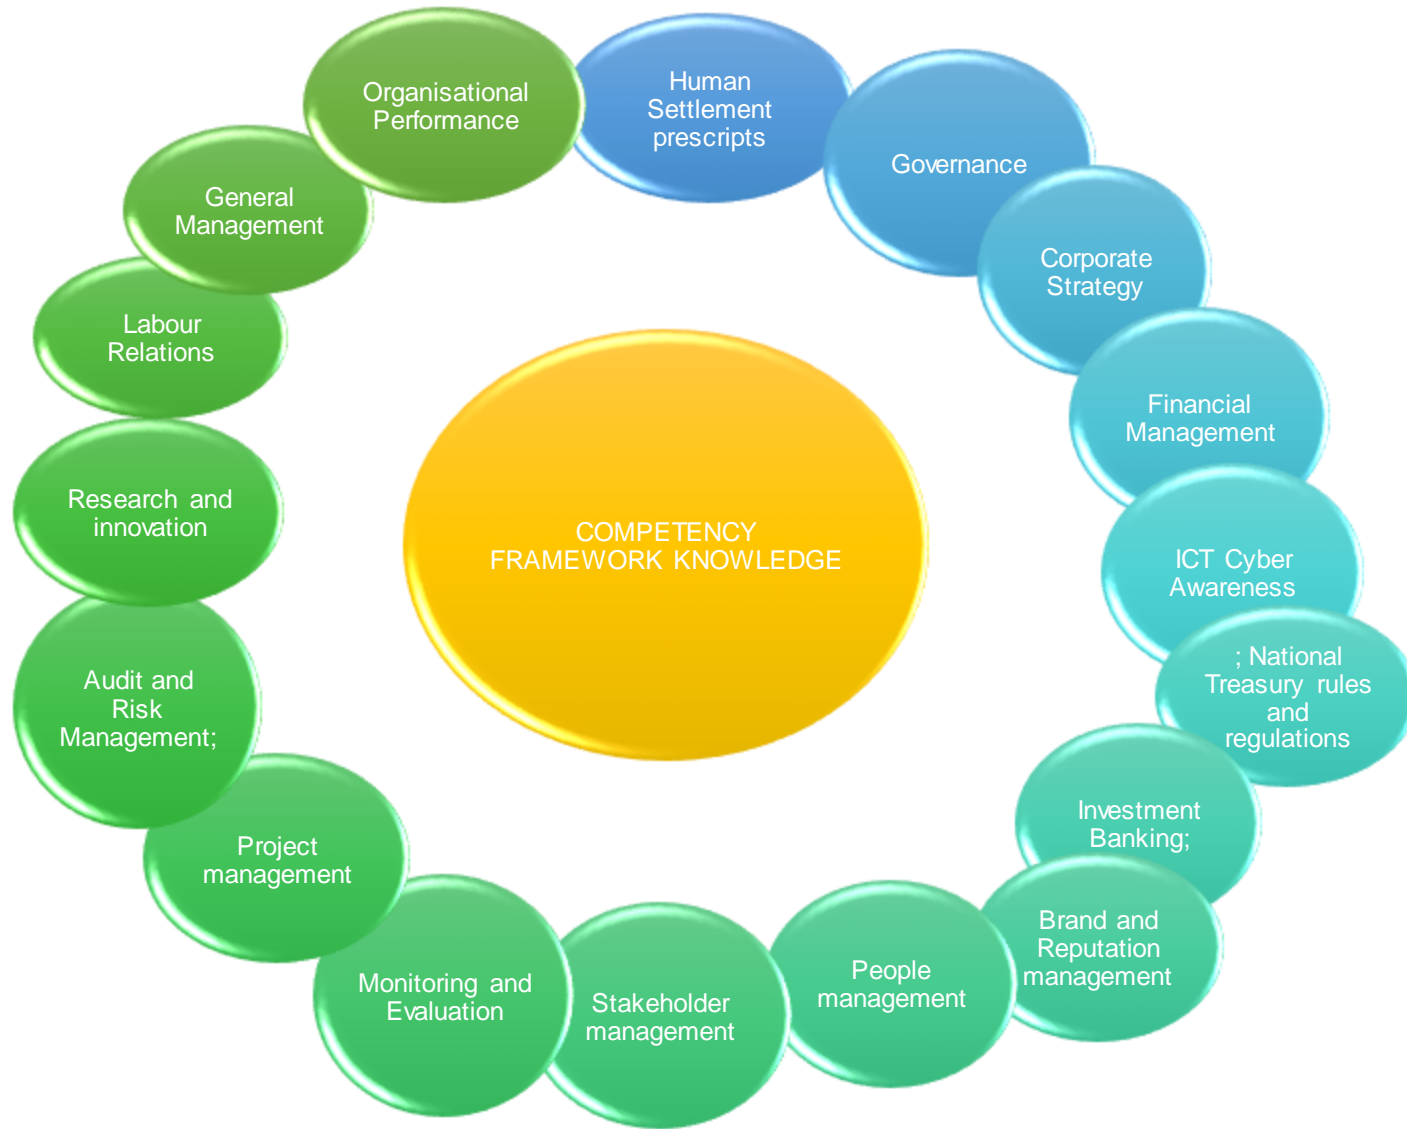 Human
Settlement
prescripts
Governance
Corporate
Strategy
Financial
Management
ICT Cyber
Awareness
; National
Treasury rules
and
regulations
Investment
Banking;
Brand and
Reputation
management
People
management
Stakeholder
management
Monitoring and
Evaluation
Project
management
Audit and
Risk
Management;
Research and
innovation
Labour
Relations
General
Management
Organisational
Performance
COMPETENCY
FRAMEWORK KNOWLEDGE